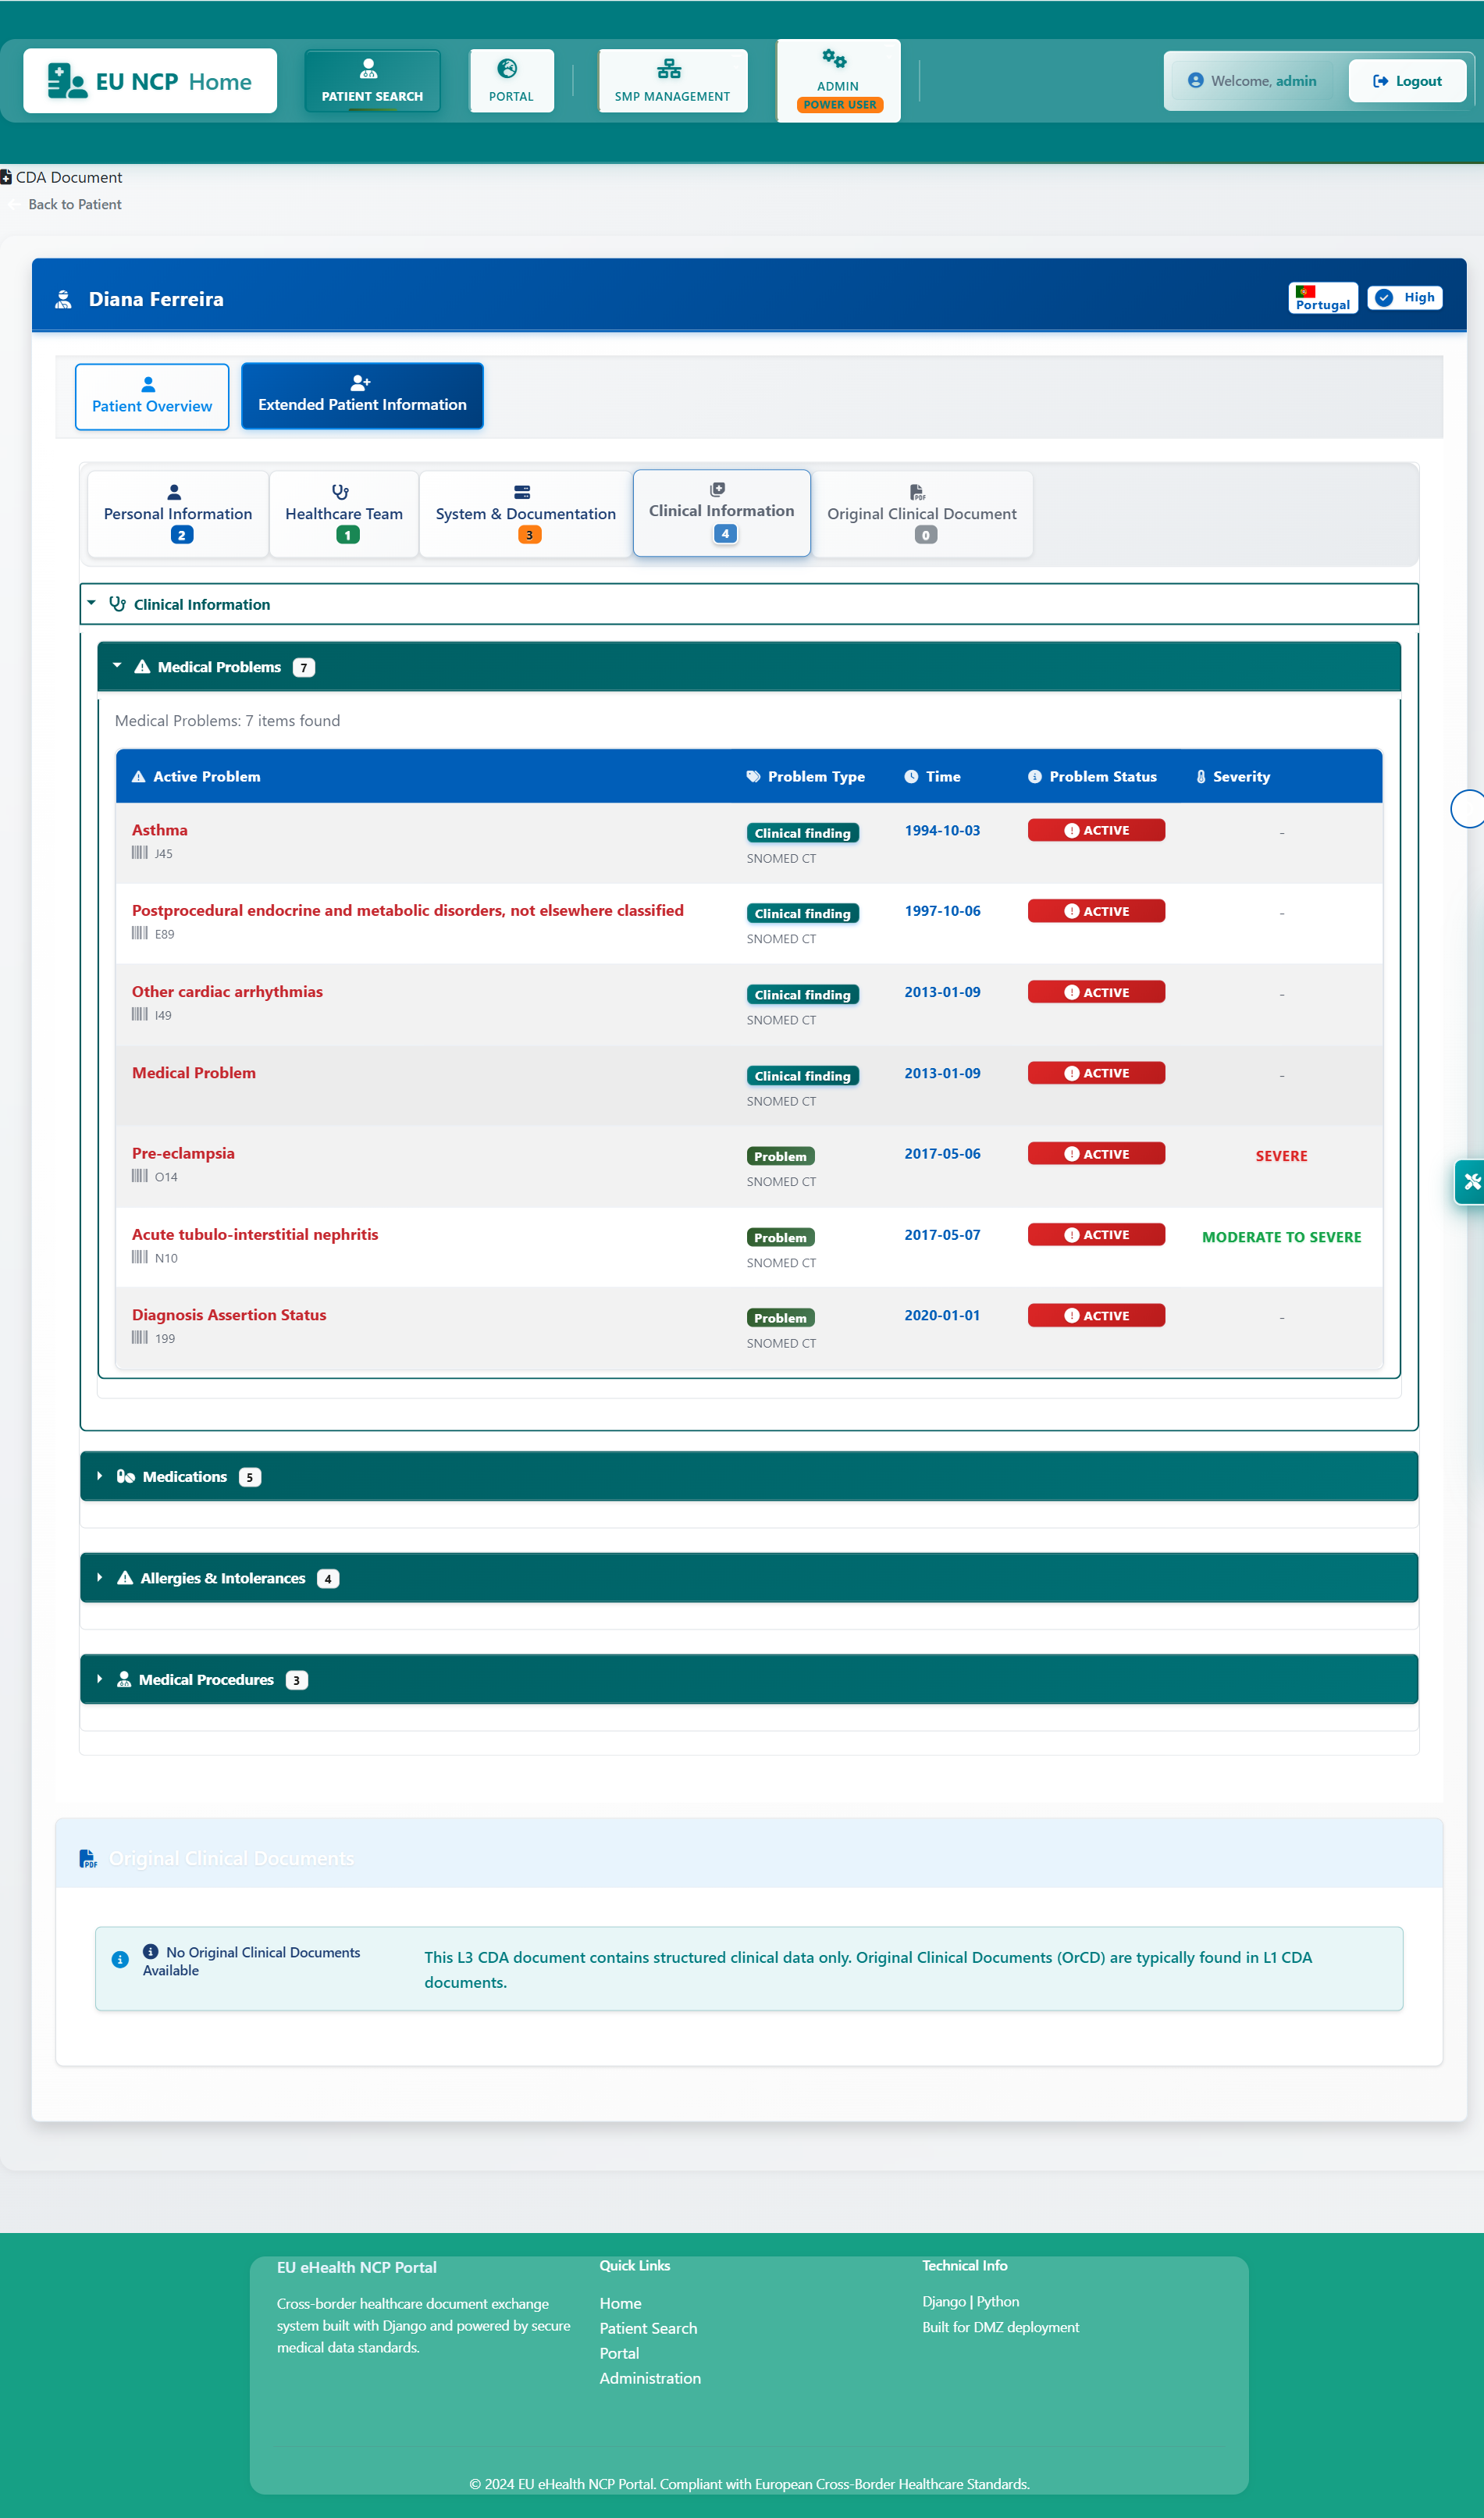 EU NCP Home
PATIENT SEARCH
PORTAL
SMP MANAGEMENT
ADMIN
POWER USER
Welcome, admin
Logout
CDA Document
Back to Patient
Diana Ferreira
Portugal
High
Patient Overview
Extended Patient Information
Personal Information
2
Healthcare Team
1
System & Documentation
3
Clinical Information
4
Original Clinical Document
0
Clinical Information
Medical Problems 7
Medical Problems: 7 items found
Active Problem Problem Type Time Problem Status Severity
Asthma Clinical finding 1994-10-03 ACTIVE -
J45 SNOMED CT
Postprocedural endocrine and metabolic disorders, not elsewhere classified Clinical finding 1997-10-06 ACTIVE -
E89 SNOMED CT
Other cardiac arrhythmias Clinical finding 2013-01-09 ACTIVE -
I49 SNOMED CT
Medical Problem Clinical finding 2013-01-09 ACTIVE -
SNOMED CT
Pre-eclampsia Problem 2017-05-06 ACTIVE SEVERE
O14 SNOMED CT
Acute tubulo-interstitial nephritis Problem 2017-05-07 ACTIVE MODERATE TO SEVERE
N10 SNOMED CT
Diagnosis Assertion Status Problem 2020-01-01 ACTIVE -
199 SNOMED CT
Medications 5
Allergies & Intolerances 4
Medical Procedures 3
Original Clinical Documents
No Original Clinical Documents
Available
This L3 CDA document contains structured clinical data only. Original Clinical Documents (OrCD) are typically found in L1 CDA
documents.
EU eHealth NCP Portal
Cross-border healthcare document exchange
system built with Django and powered by secure
medical data standards.
Quick Links
Home
Patient Search
Portal
Administration
Technical Info
Django | Python
Built for DMZ deployment
© 2024 EU eHealth NCP Portal. Compliant with European Cross-Border Healthcare Standards.